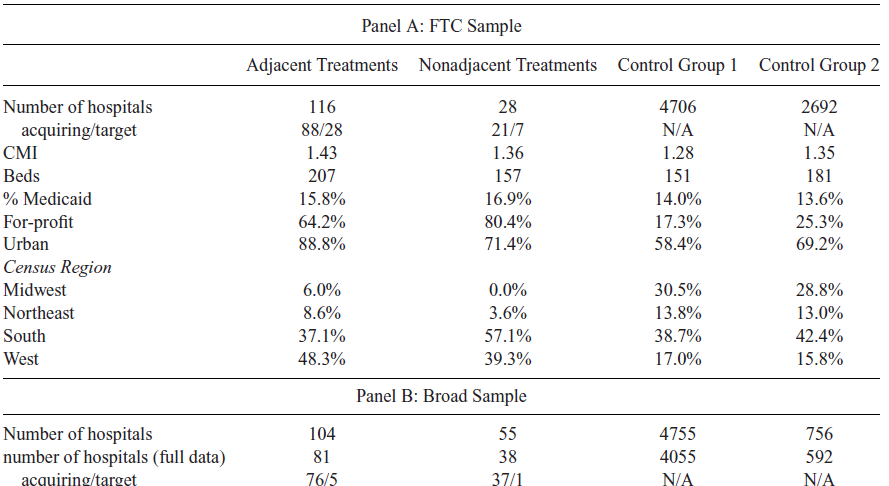 Panel A: FTC Sample
Adjacent Treatments Nonadjacent Treatments Control Group 1 Control Group 2
Number of hospitals 116 28 4706 2692
acquiring/target 88/28 21/7 N/A N/A
CMI 1.43 1.36 1.28 1.35
Beds 207 157 151 181
% Medicaid 15.8% 16.9% 14.0% 13.6%
For-profit 64.2% 80.4% 17.3% 25.3%
Urban 88.8% 71.4% 58.4% 69.2%
Census Region
Midwest 6.0% 0.0% 30.5% 28.8%
Northeast 8.6% 3.6% 13.8% 13.0%
South 37.1% 57.1% 38.7% 42.4%
West 48.3% 39.3% 17.0% 15.8%
Panel B: Broad Sample
Number of hospitals 104 55 4755 756
number of hospitals (full data) 81 38 4055 592
acquiring/target 76/5 37/1 N/A N/A